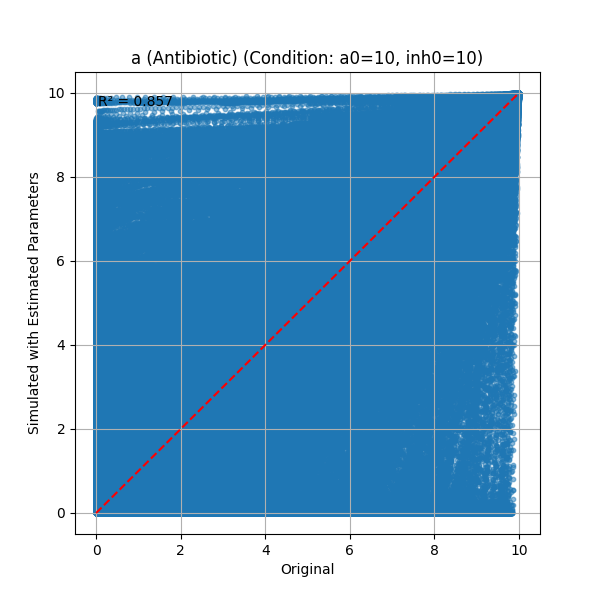 a (Antibiotic) (Condition: a0=10, inh0=10)
R² = 0.857
10
8
6
4
2
0
Simulated with Estimated Parameters
0 2 4 6 8 10
Original